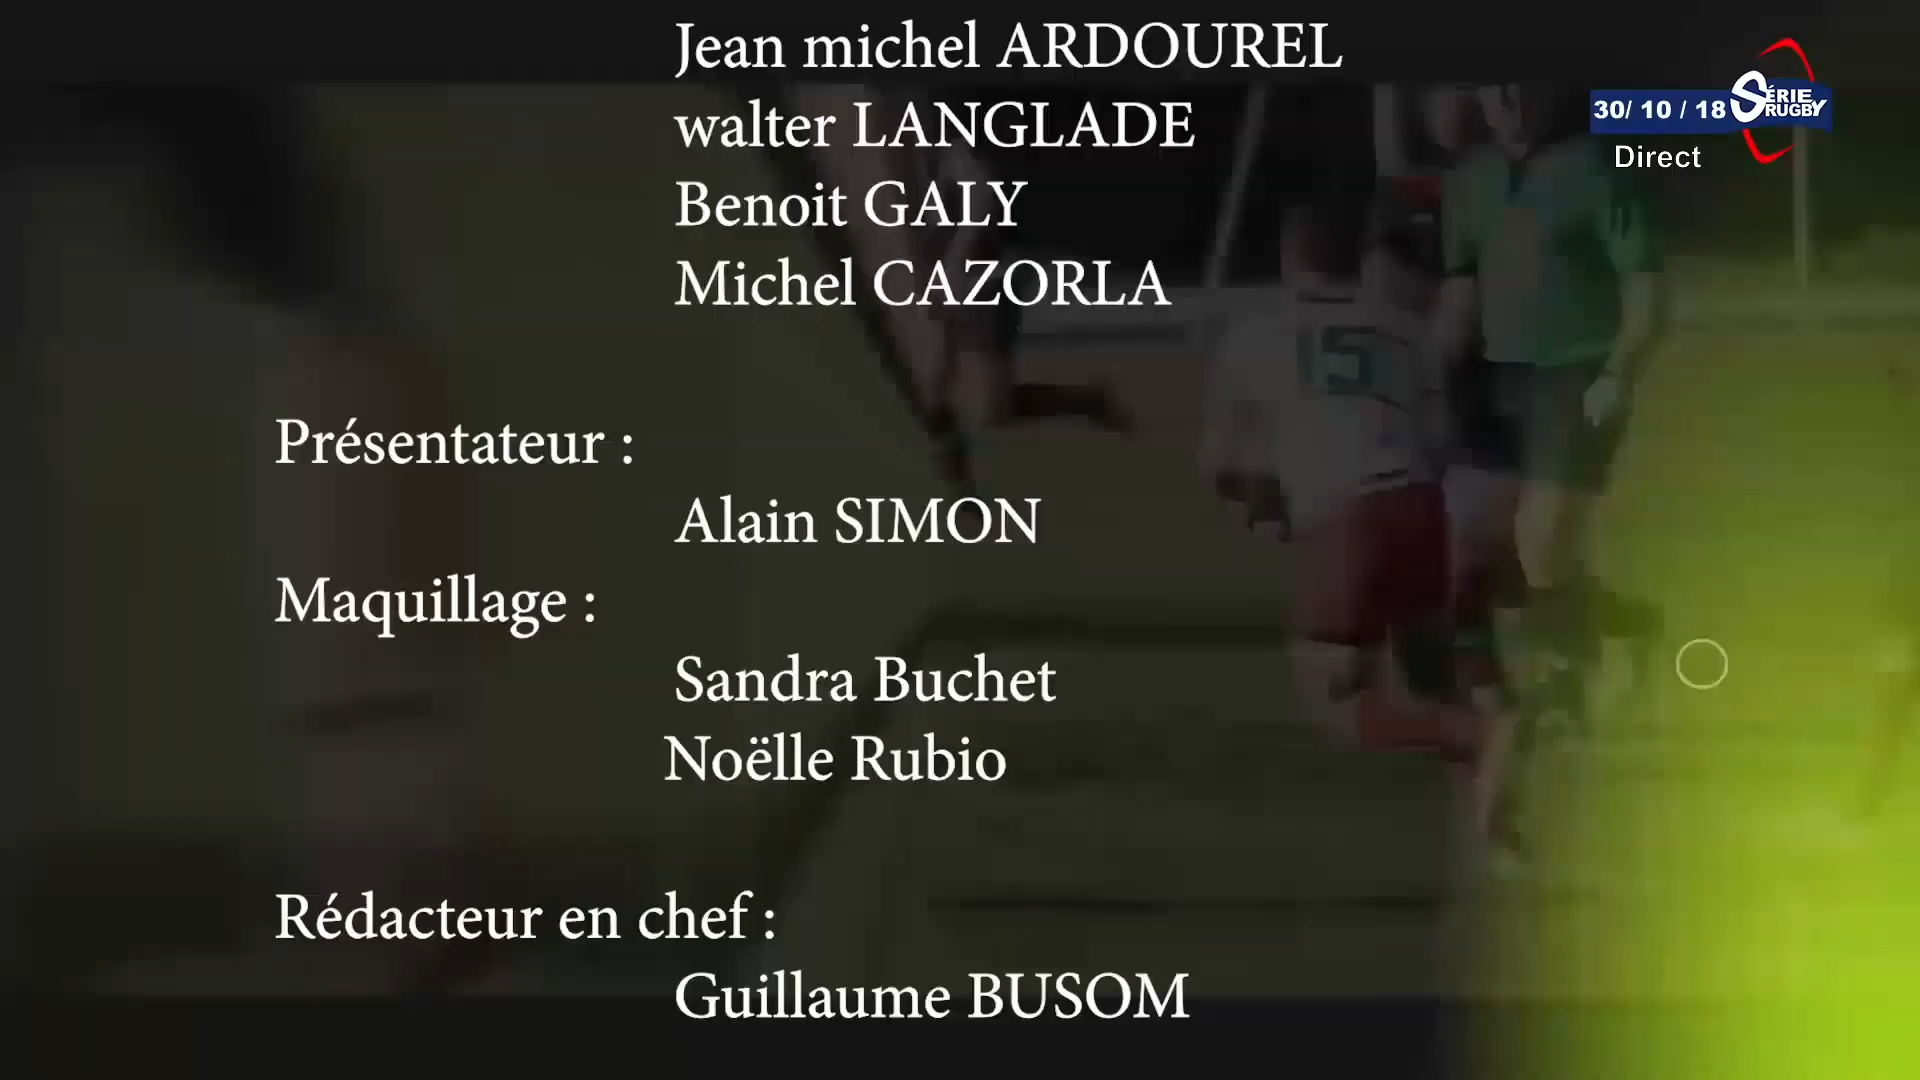 Jean michel ARDOUREL
walter LANGLADE
Benoit GALY
Michel CAZORLA
30/ 10 / 18
SÉRIE
RUGBY
Direct
15
Présentateur :
Alain SIMON
Maquillage :
Sandra Buchet
Noëlle Rubio
Rédacteur en chef :
Guillaume BUSOM